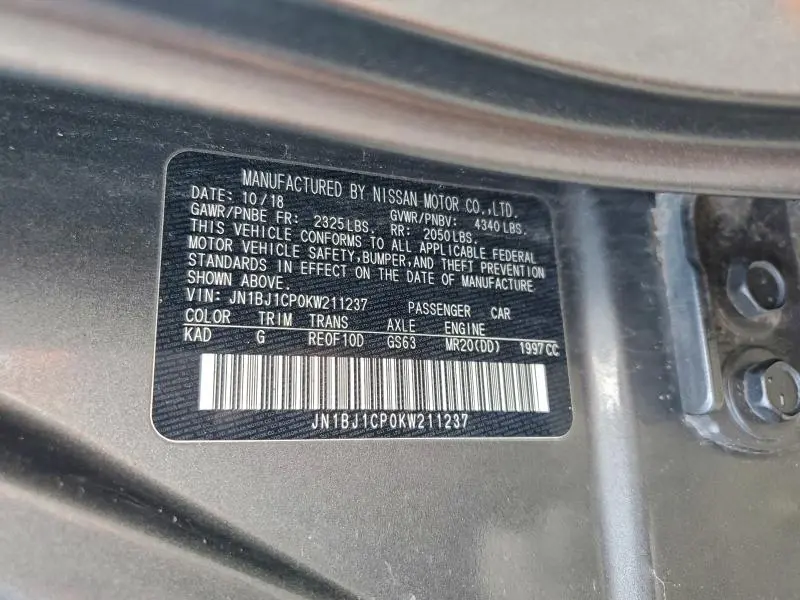 MANUFACTURED BY NISSAN MOTOR CO.,LTD.
DATE: 10/18 GVWR/PNBV: 4340LBS.
GAWR/PNBE FR: 2325LBS. RR: 2050LBS.
THIS VEHICLE CONFORMS TO ALL APPLICABLE FEDERAL
MOTOR VEHICLE SAFETY,BUMPER,AND THEFT PREVENTION
STANDARDS IN EFFECT ON THE DATE OF MANUFACTURE
SHOWN ABOVE.
VIN: JN1BJ1CP0KW211237 PASSENGER CAR
COLOR TRIM TRANS AXLE ENGINE
KAD G RE0F10D GS63 MR20(DD) 1997CC
JN1BJ1CP0KW211237